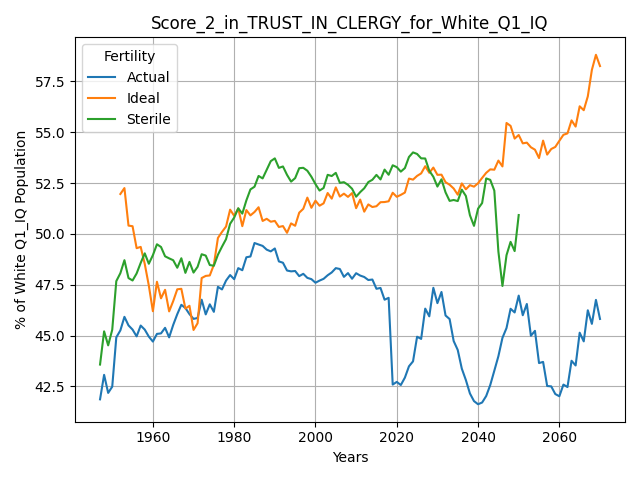 Score_2_in_TRUST_IN_CLERGY_for_White_Q1_IQ
Fertility
Actual
Ideal
Sterile
% of White Q1_IQ Population
57.5
55.0
52.5
50.0
47.5
45.0
42.5
1960
1980
2000
2020
2040
2060
Years